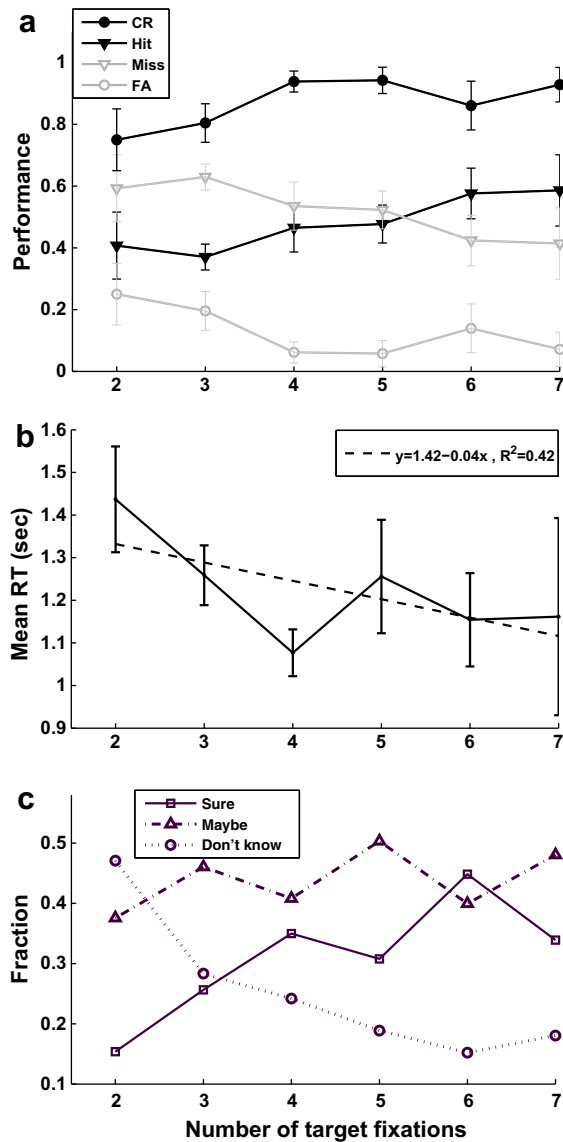 a
CR
Hit
Miss
FA
1
0.8
0.6
0.4
0.2
0
Performance
2 3 4 5 6 7
b
y=1.42−0.04x , R²=0.42
1.6
1.5
1.4
1.3
1.2
1.1
1
0.9
Mean RT (sec)
2 3 4 5 6 7
c
Sure
Maybe
Don't know
0.5
0.4
0.3
0.2
0.1
Fraction
2 3 4 5 6 7
Number of target fixations